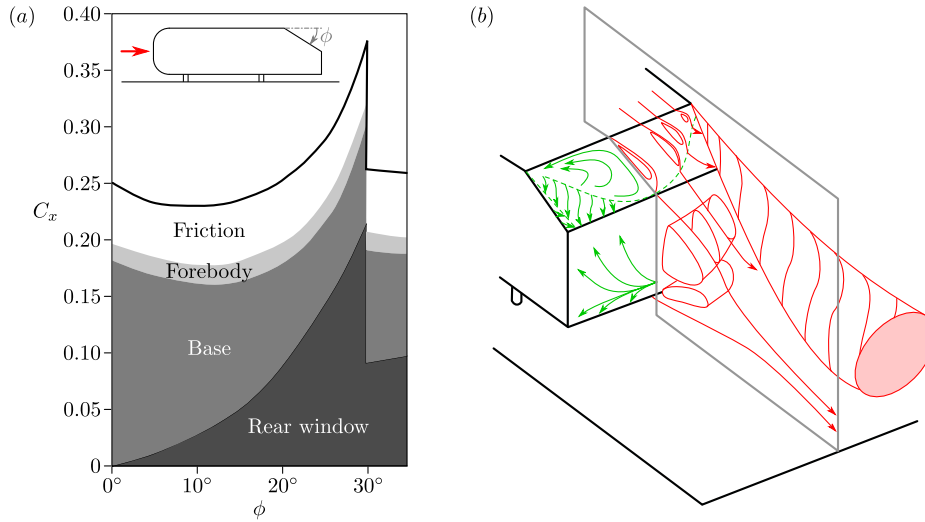 (a)
(b)
0.40
ϕ
0.35
0.30
0.25
C_x
Friction
0.20
Forebody
0.15
Base
0.10
0.05
Rear window
0
0° 10° 20° 30°
ϕ